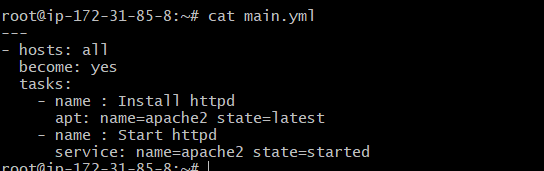 root@ip-172-31-85-8:~# cat main.yml
---
- hosts: all
  become: yes
  tasks:
    - name : Install httpd
      apt: name=apache2 state=latest
    - name : Start httpd
      service: name=apache2 state=started
root@ip-172-31-85-8:~#